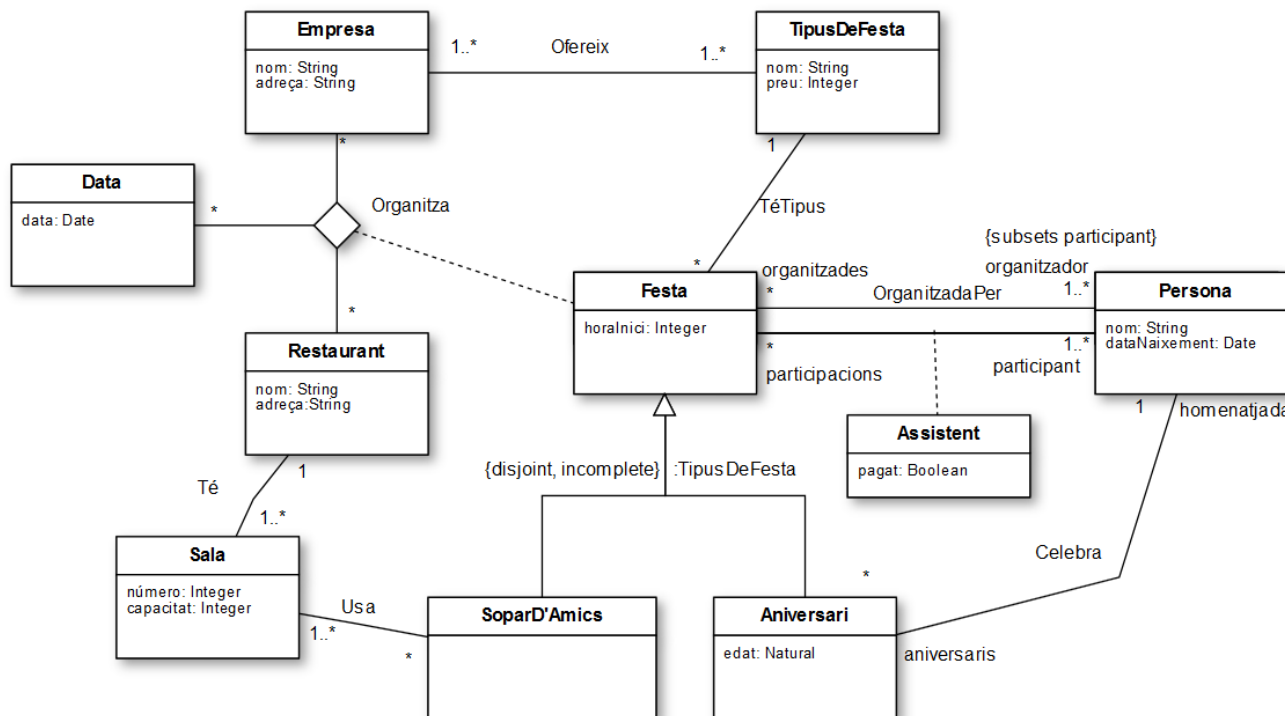 Empresa
nom: String
adreça: String
1..*
Ofereix
1..*
TipusDeFesta
nom: String
preu: Integer
*
1
Data
data: Date
*
Organitza
TéTipus
*
{subsets participant}
organitzades
organitzador
*
OrganitzadaPer
1..*
Festa
horaInici: Integer
Persona
nom: String
dataNaixement: Date
*
1..*
participacions
participant
*
Restaurant
nom: String
adreça:String
1
homenatjada
Assistent
pagat: Boolean
{disjoint, incomplete}
:TipusDeFesta
1
Té
1..*
Sala
número: Integer
capacitat: Integer
Usa
1..*
*
SoparD'Amics
Celebra
*
Aniversari
edat: Natural
aniversaris